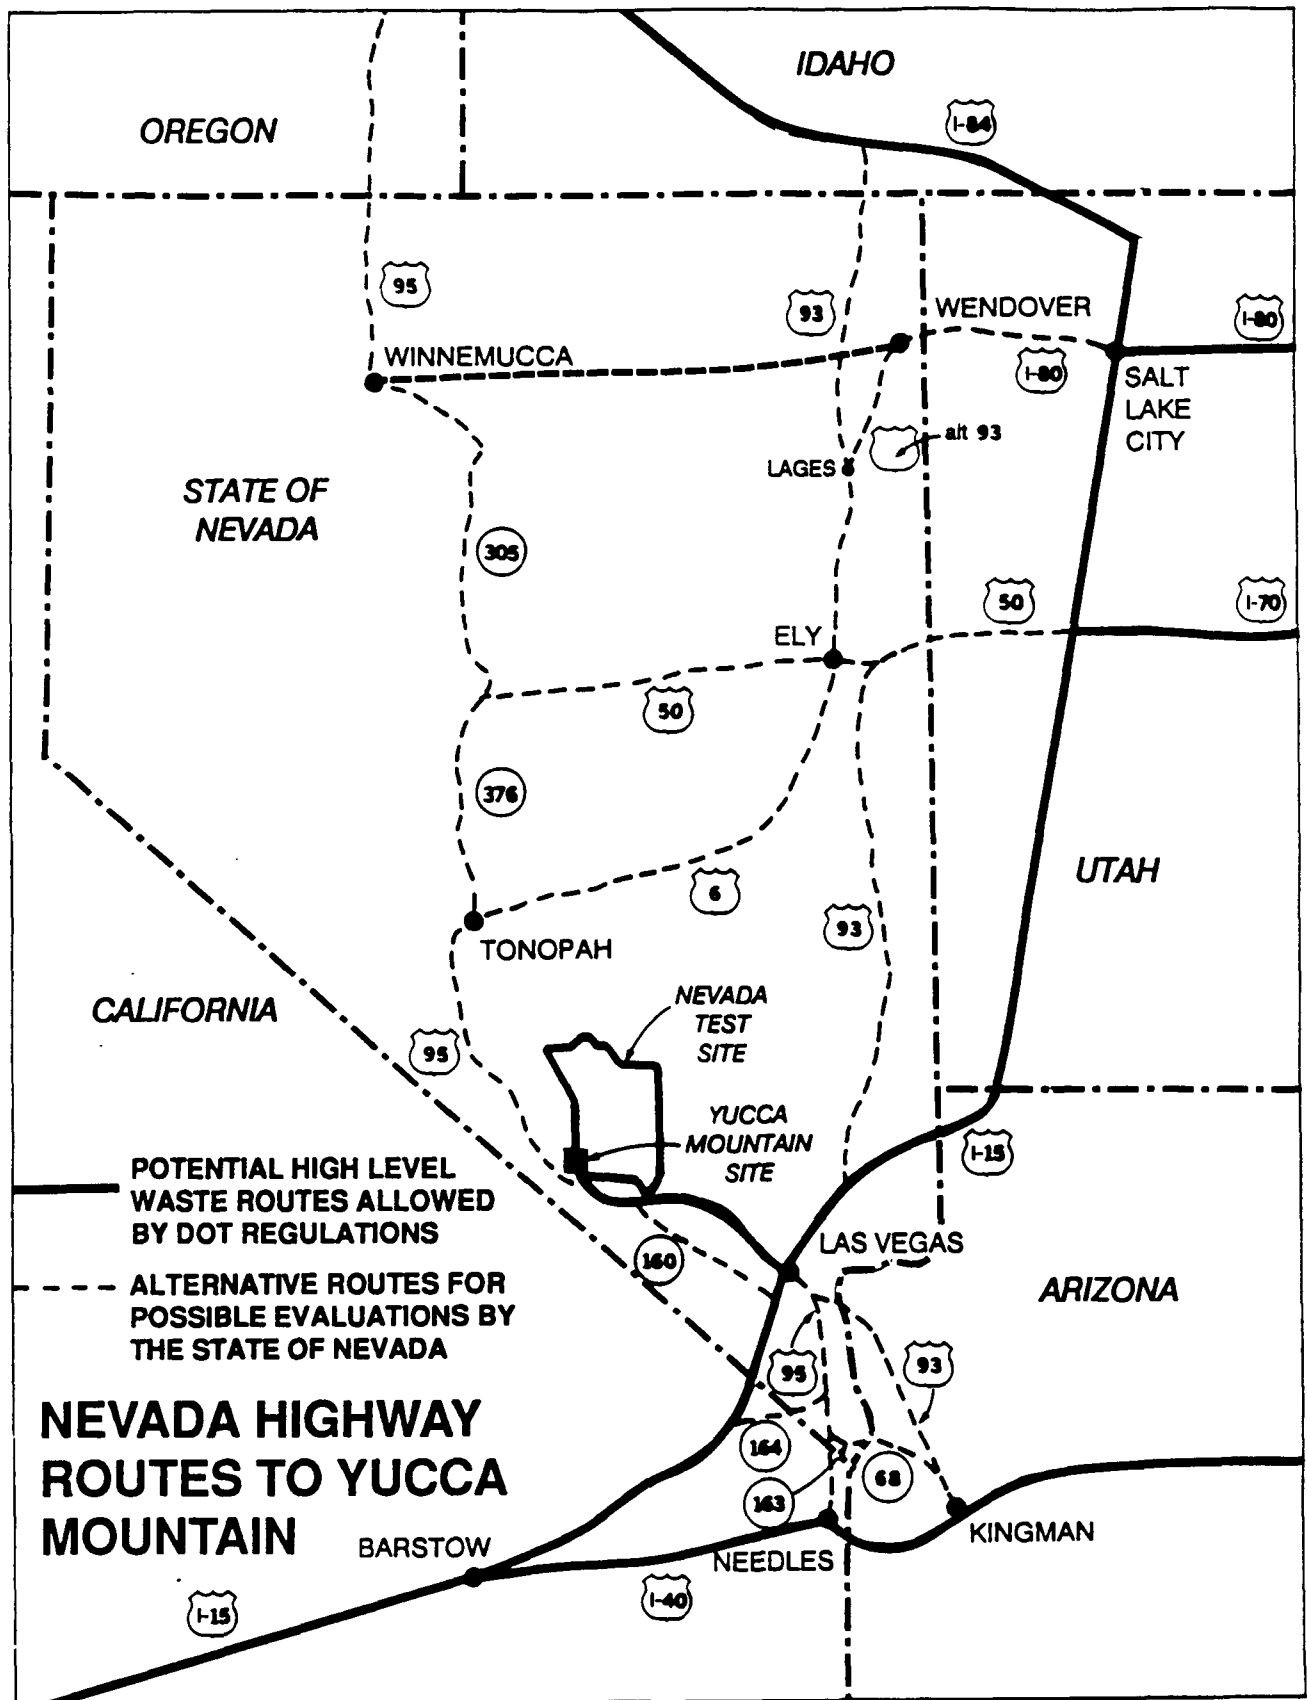 IDAHO
I-84
OREGON
95
93
WENDOVER
I-80
WINNEMUCCA
I-80
SALT
LAKE
CITY
alt 93
LAGES
STATE OF
NEVADA
305
50
I-70
ELY
50
376
UTAH
6
93
TONOPAH
NEVADA
TEST
SITE
CALIFORNIA
95
YUCCA
MOUNTAIN
SITE
I-15
POTENTIAL HIGH LEVEL
WASTE ROUTES ALLOWED
BY DOT REGULATIONS
LAS VEGAS
160
ARIZONA
ALTERNATIVE ROUTES FOR
POSSIBLE EVALUATIONS BY
THE STATE OF NEVADA
95
93
NEVADA HIGHWAY
ROUTES TO YUCCA
MOUNTAIN
164
68
163
KINGMAN
BARSTOW
NEEDLES
I-15
I-40